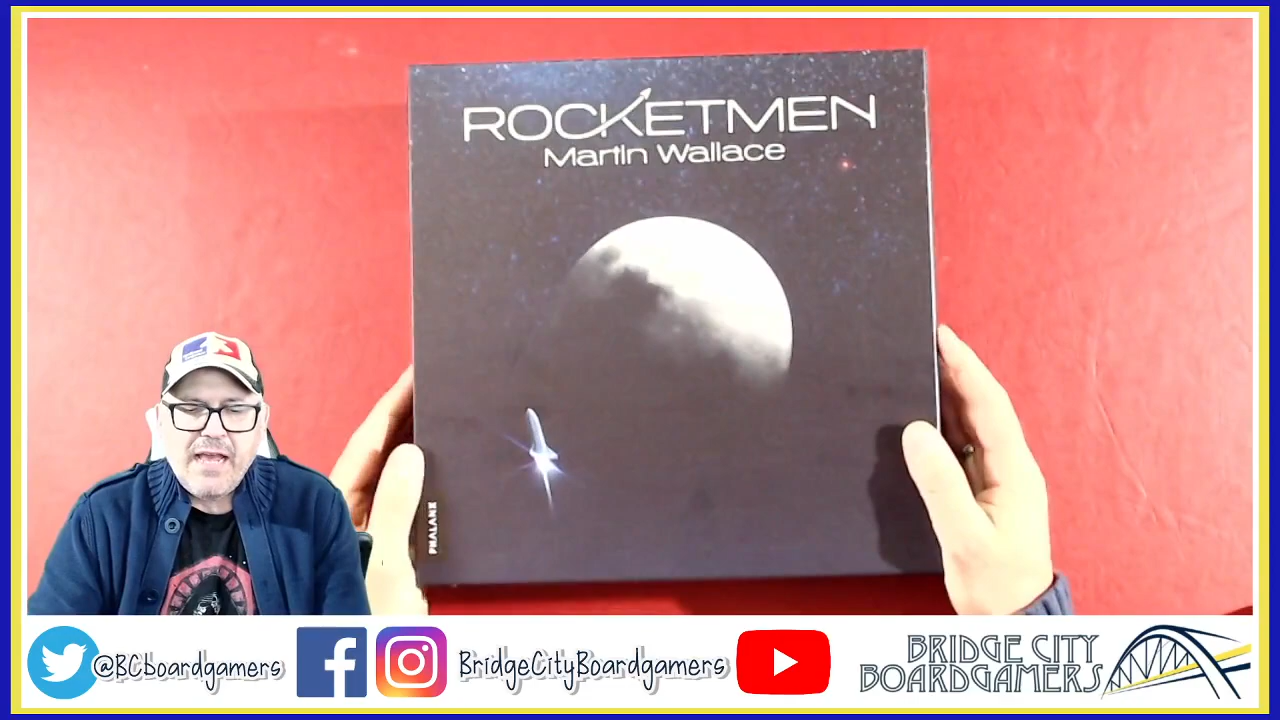 ROCKETMEN
Martin Wallace
PHALANX
@BCboardgamers
BridgeCityBoardgamers
BRIDGE CITY
BOARDGAMERS